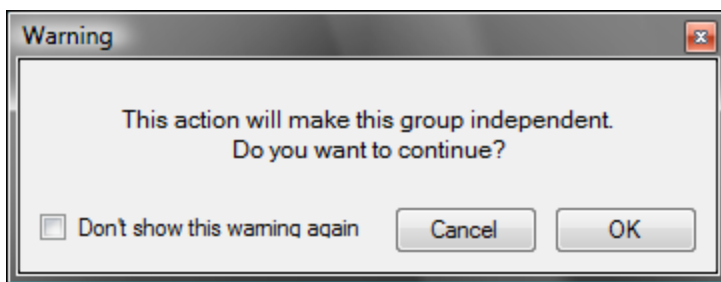 Warning
This action will make this group independent.
Do you want to continue?
Don't show this warning again
Cancel
OK